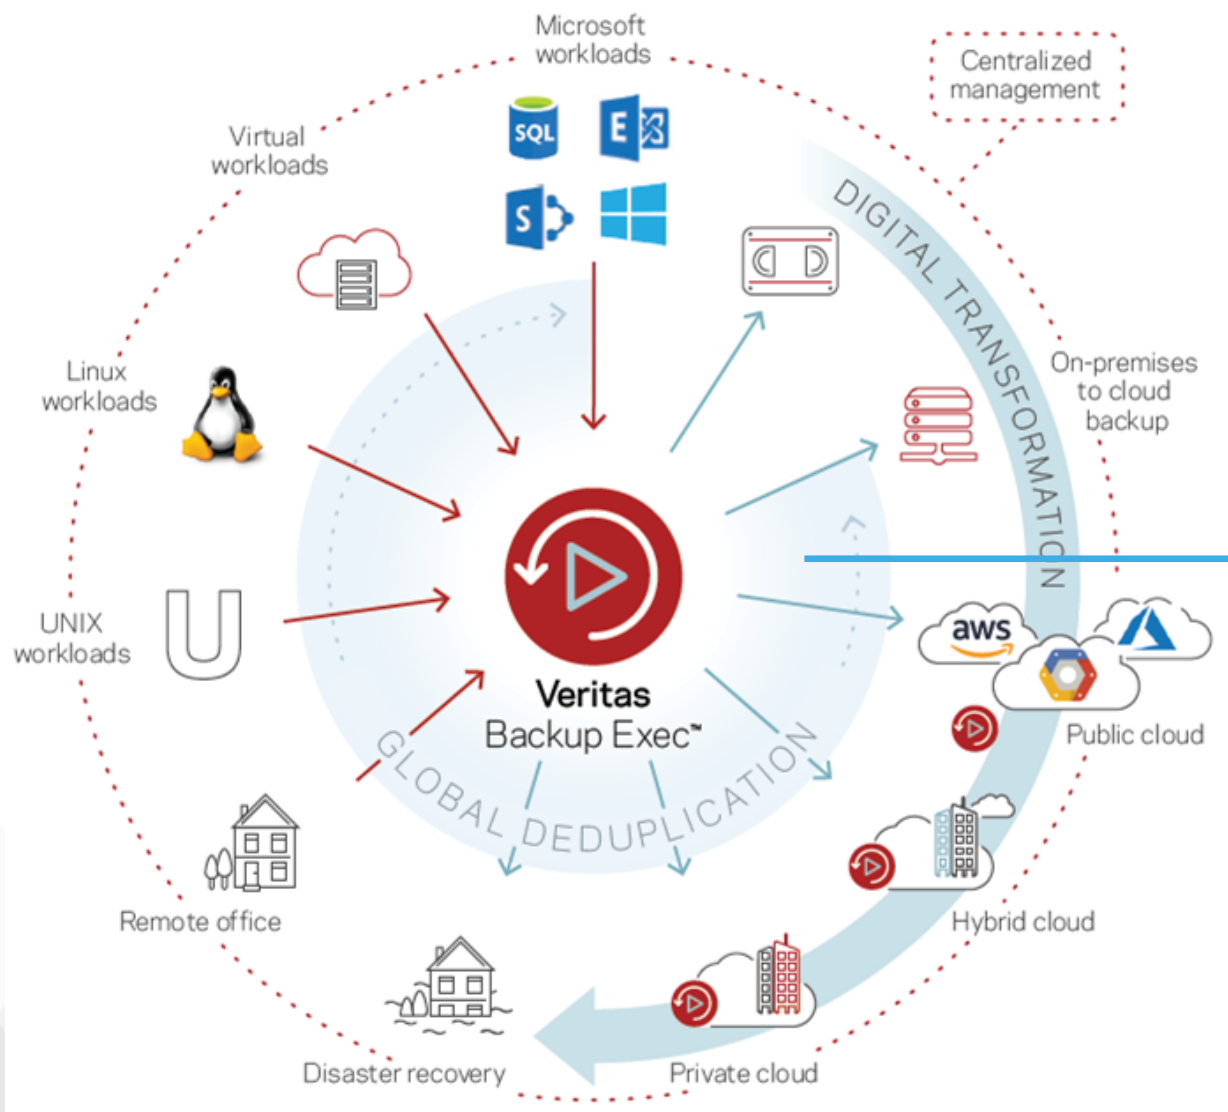 Microsoft
workloads
Centralized
management
Virtual
workloads
SQL
E
S
DIGITAL TRANSFORMATION
Linux
workloads
On-premises
to cloud
backup
UNIX
workloads
U
aws
Veritas
Backup Exec™
Public cloud
GLOBAL DEDUPLICATION
Remote office
Hybrid cloud
Disaster recovery
Private cloud